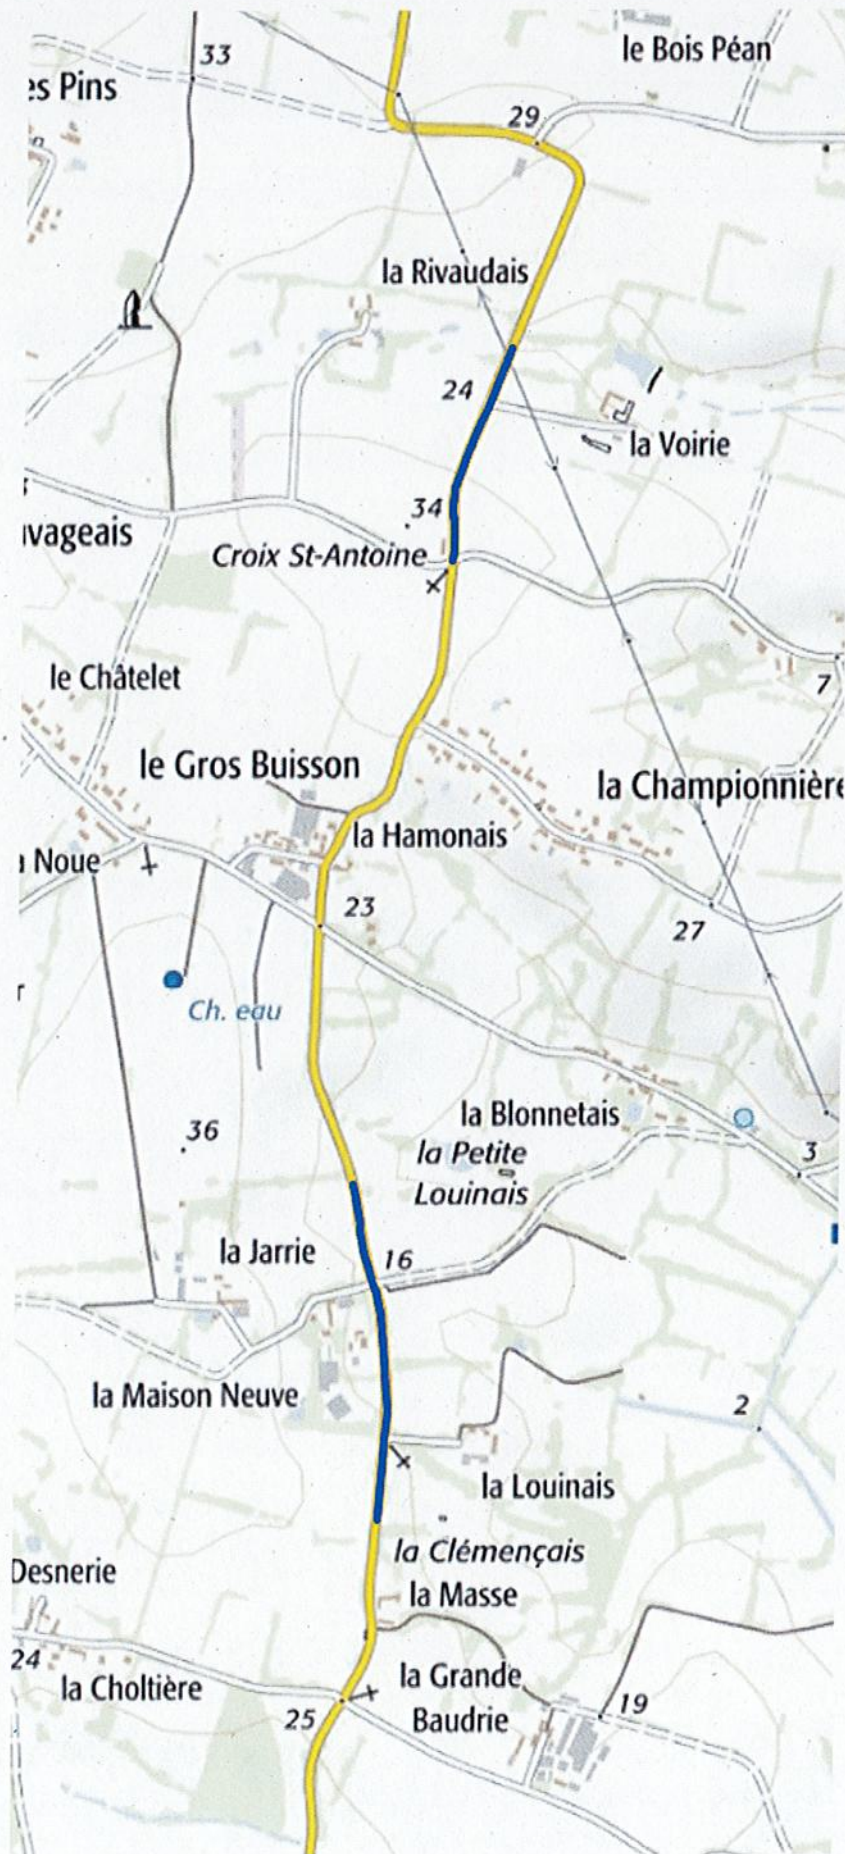 le Bois Péan
33
es Pins
29
la Rivaudais
24
la Voirie
34
vageais
Croix St-Antoine
le Châtelet
7
le Gros Buisson
la Championnière
la Hamonais
Noue
23
27
r
Ch. eau
la Blonnetais
36
la Petite
Louinais
3
la Jarrie
16
la Maison Neuve
2
la Louinais
la Clémençais
Desnerie
la Masse
24
la Choltière
la Grande
Baudrie
19
25